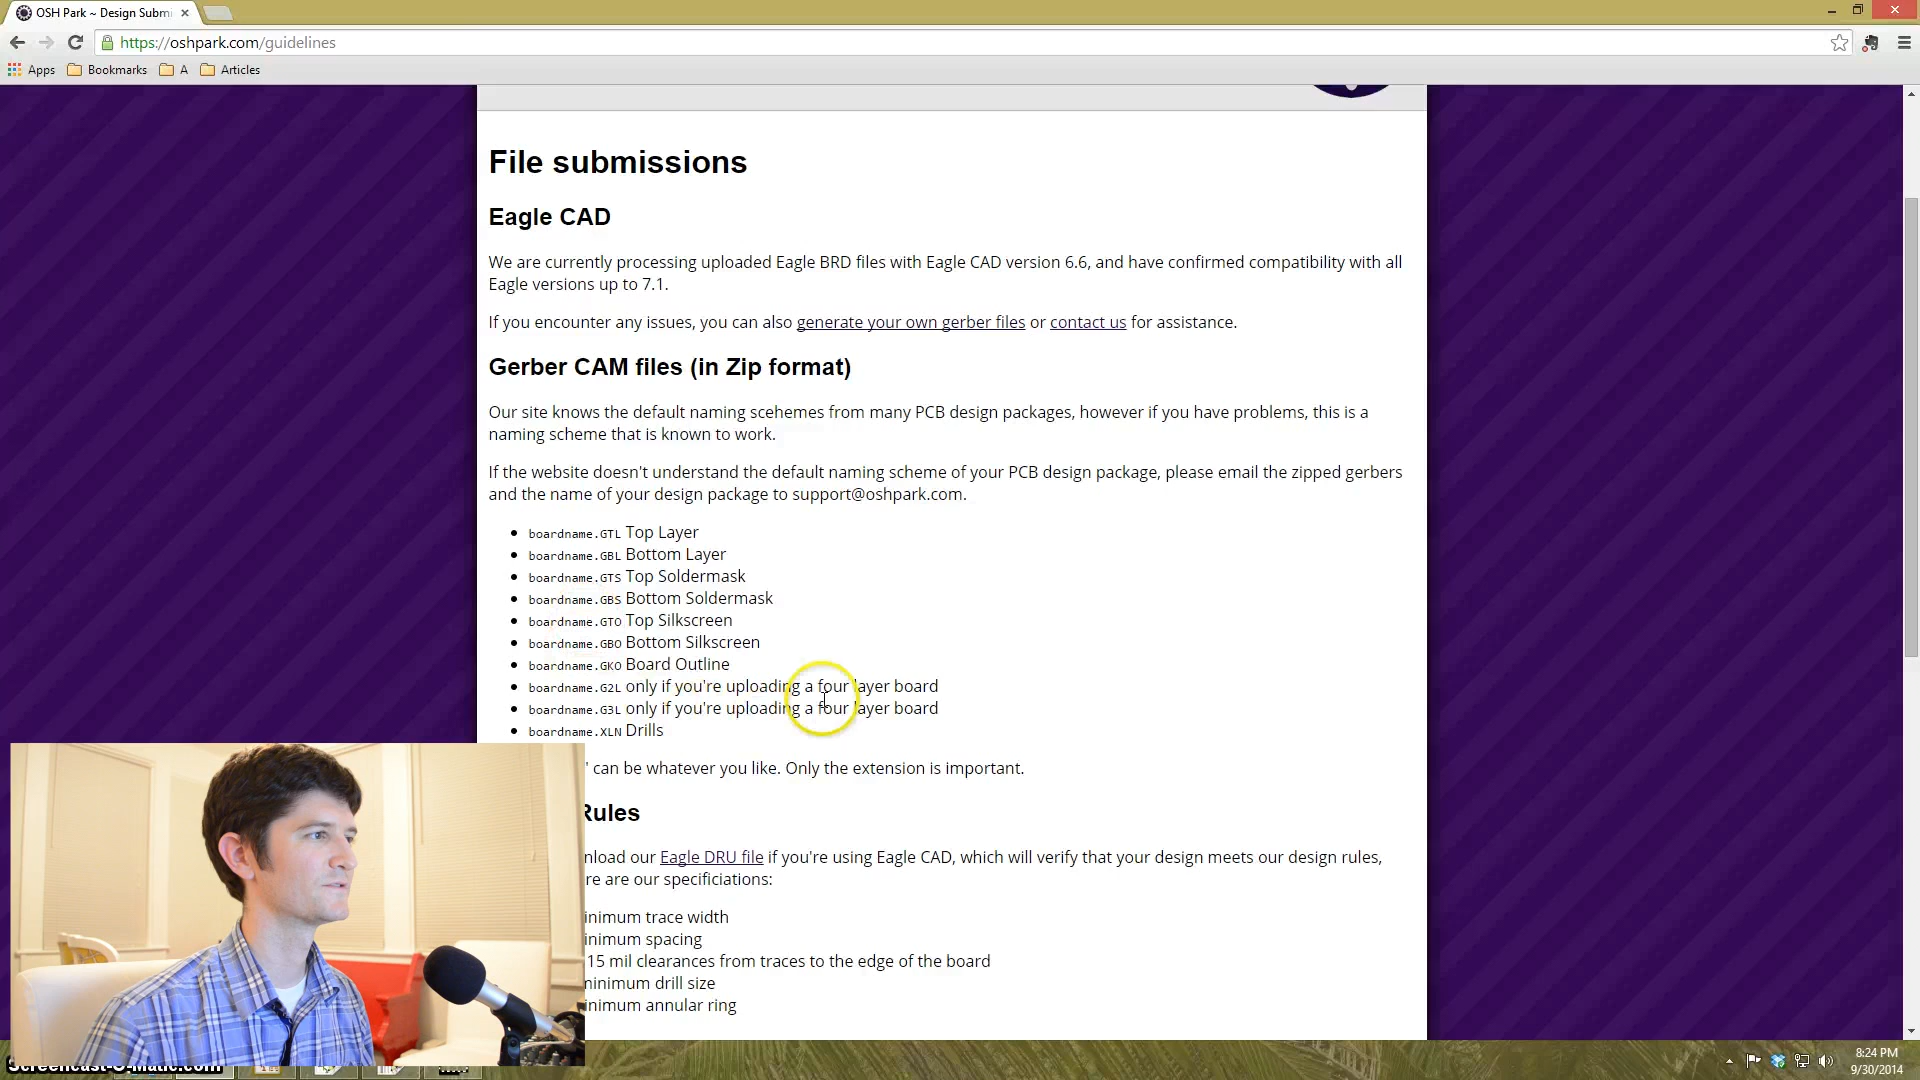 OSH Park ~ Design Submi
https://oshpark.com/guidelines
Apps Bookmarks A Articles
File submissions
Eagle CAD
We are currently processing uploaded Eagle BRD files with Eagle CAD version 6.6, and have confirmed compatibility with all
Eagle versions up to 7.1.
If you encounter any issues, you can also generate your own gerber files or contact us for assistance.
Gerber CAM files (in Zip format)
Our site knows the default naming scehemes from many PCB design packages, however if you have problems, this is a
naming scheme that is known to work.
If the website doesn't understand the default naming scheme of your PCB design package, please email the zipped gerbers
and the name of your design package to support@oshpark.com.
boardname.GTL Top Layer
boardname.GBL Bottom Layer
boardname.GTS Top Soldermask
boardname.GBS Bottom Soldermask
boardname.GTO Top Silkscreen
boardname.GBO Bottom Silkscreen
boardname.GKO Board Outline
boardname.G2L only if you're uploading a four layer board
boardname.G3L only if you're uploading a four layer board
boardname.XLN Drills
' can be whatever you like. Only the extension is important.
Rules
nload our Eagle DRU file if you're using Eagle CAD, which will verify that your design meets our design rules,
re are our specificiations:
inimum trace width
inimum spacing
15 mil clearances from traces to the edge of the board
minimum drill size
inimum annular ring
Screencast-O-Matic.com
8:24 PM
9/30/2014